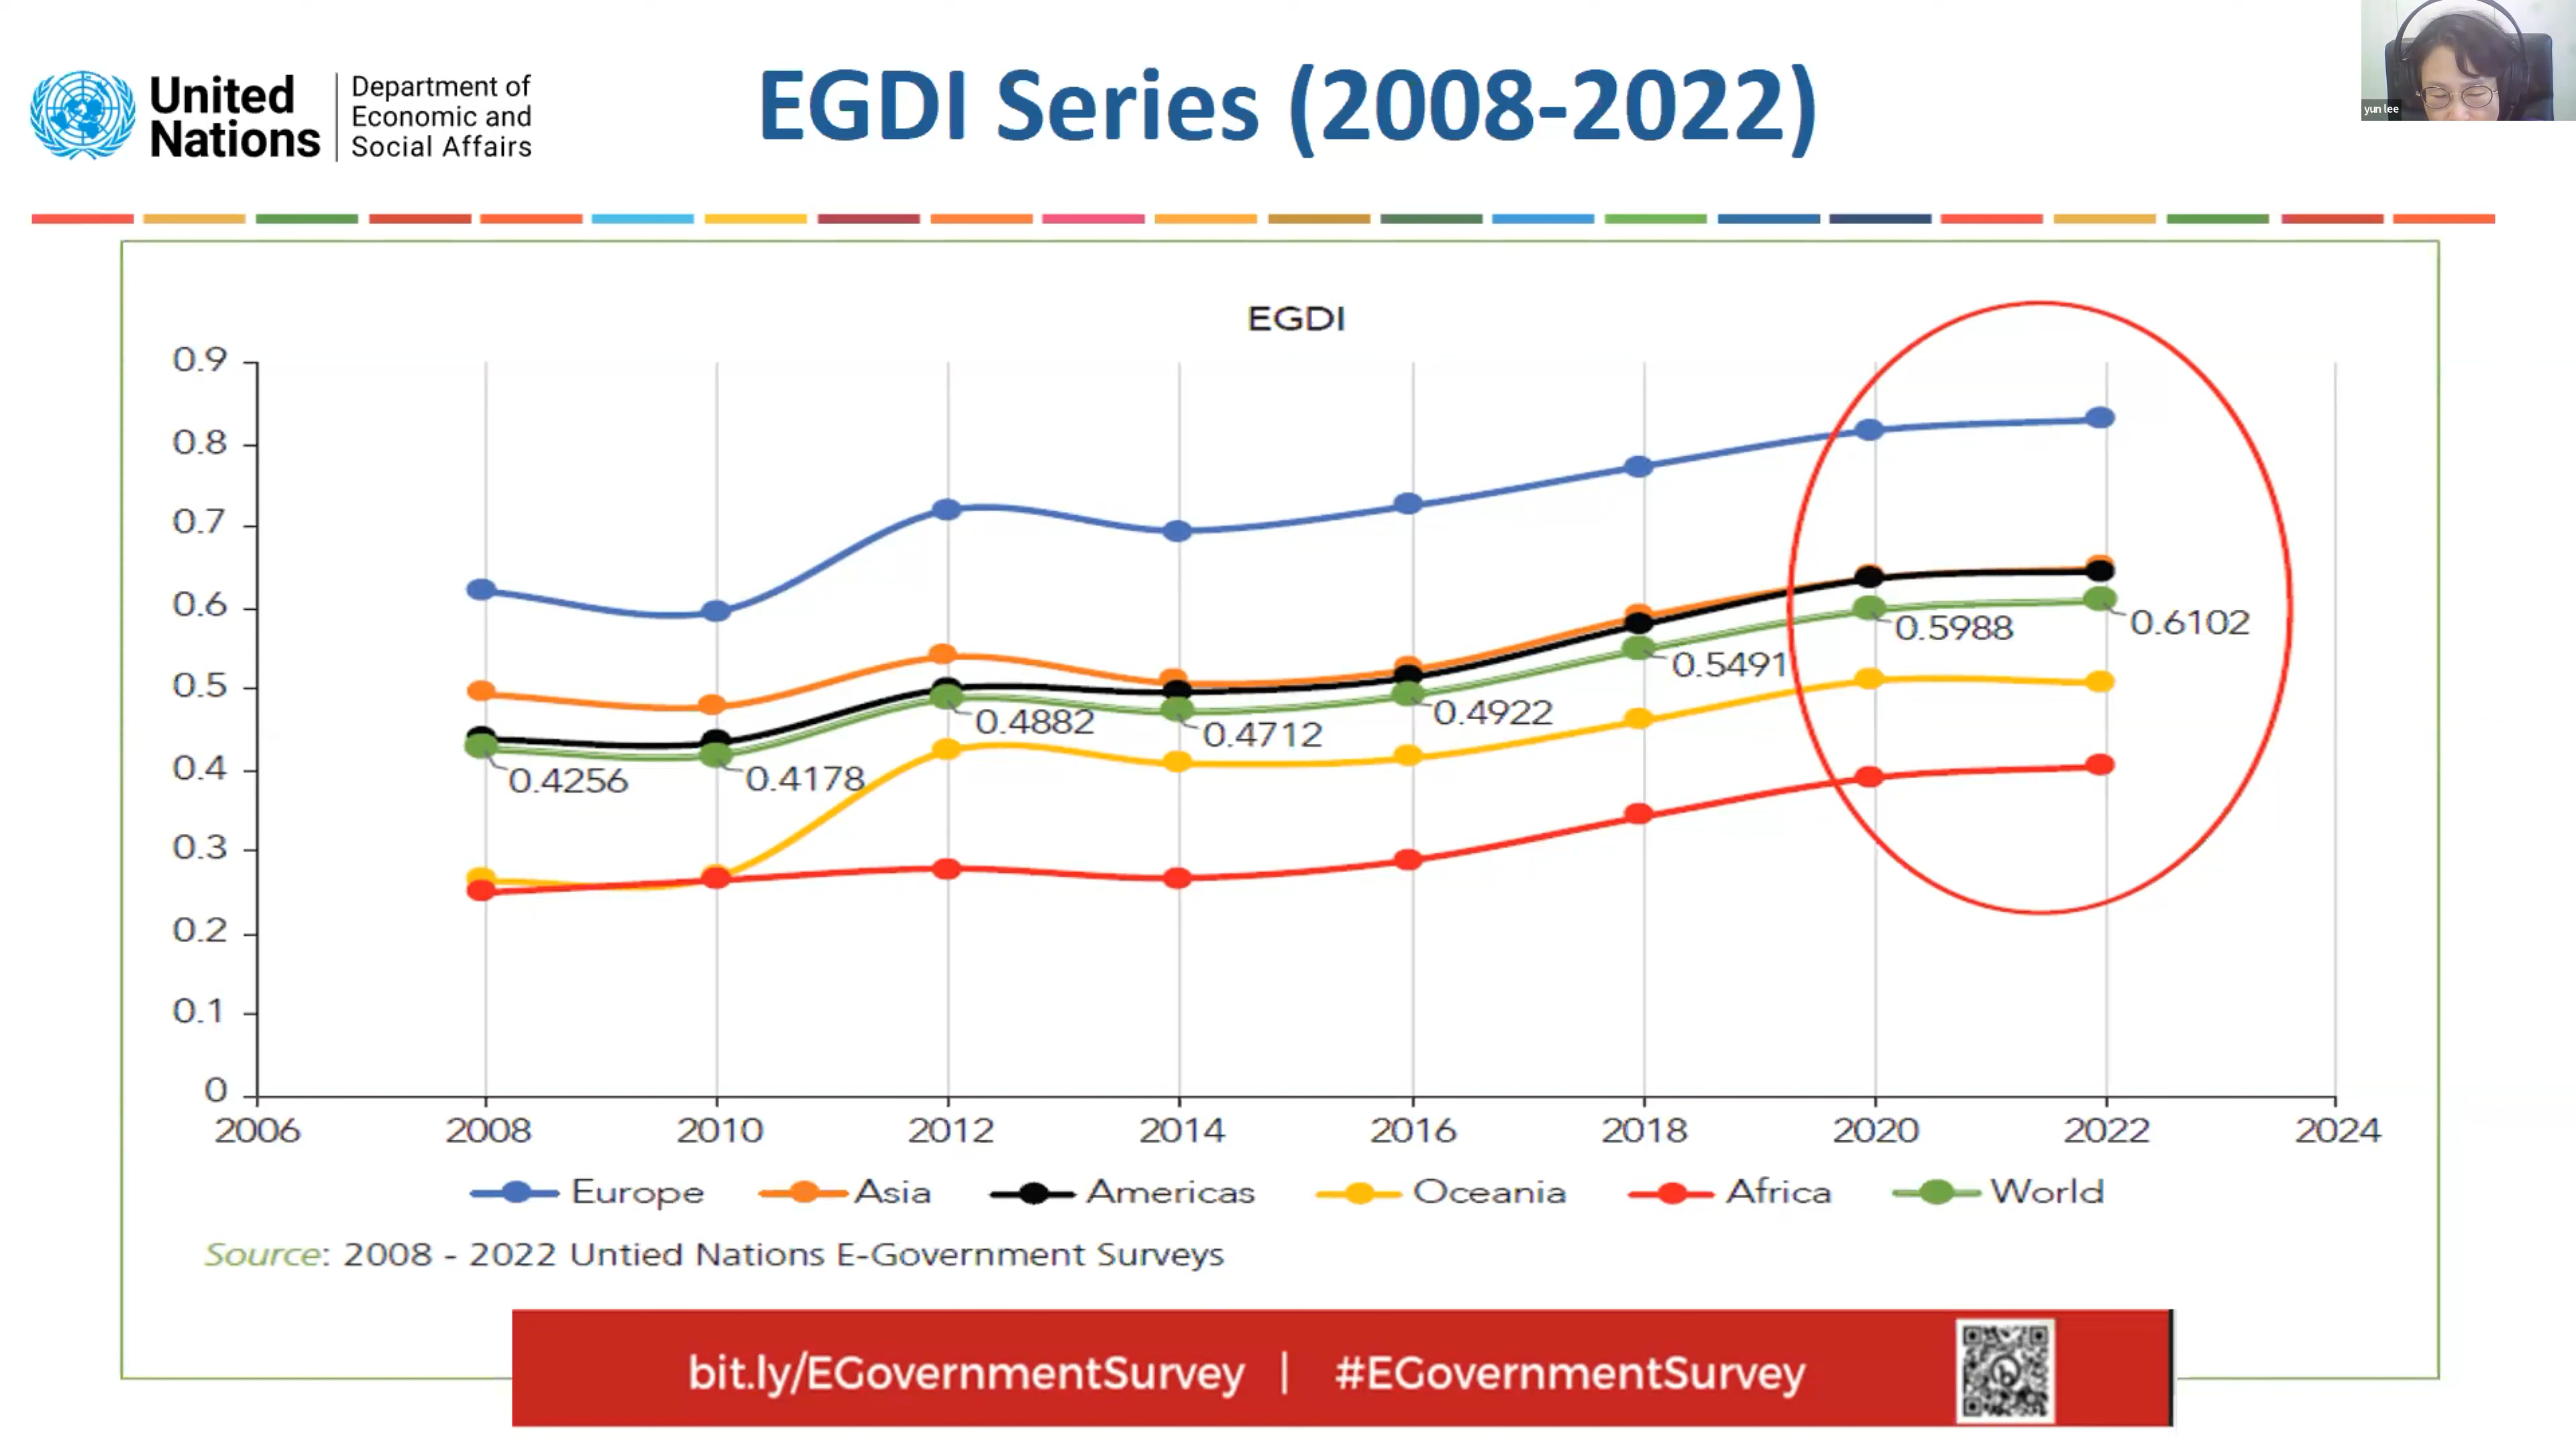 United
Nations
Department of
Economic and
Social Affairs
EGDI Series (2008-2022)
yun lee
EGDI
0.9
0.8
0.7
0.6
0.5
0.4
0.3
0.2
0.1
0
0.4256
0.4178
0.4882
0.4712
0.4922
0.5491
0.5988
0.6102
2006 2008 2010 2012 2014 2016 2018 2020 2022 2024
Europe Asia Americas Oceania Africa World
Source: 2008 - 2022 Untied Nations E-Government Surveys
bit.ly/EGovernmentSurvey | #EGovernmentSurvey